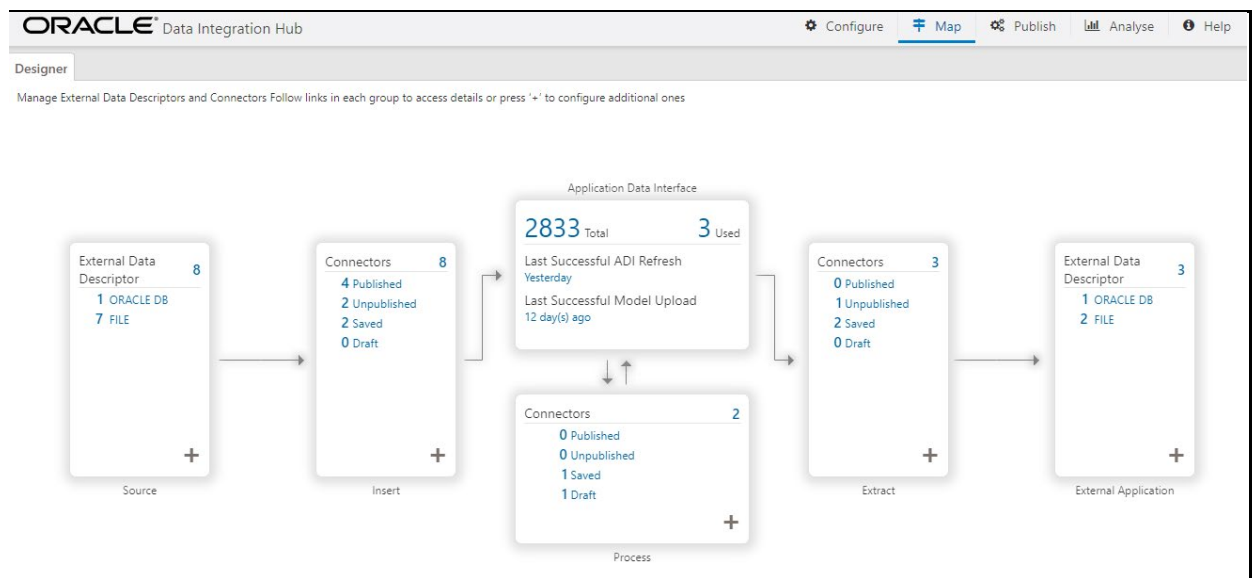 ORACLE® Data Integration Hub
Configure Map Publish Analyse Help
Designer
Manage External Data Descriptors and Connectors Follow links in each group to access details or press '+' to configure additional ones
External Data
Descriptor 8
1 ORACLE DB
7 FILE
+
Source
Connectors 8
4 Published
2 Unpublished
2 Saved
0 Draft
+
Insert
Application Data Interface
2833 Total 3 Used
Last Successful ADI Refresh
Yesterday
Last Successful Model Upload
12 day(s) ago
Connectors 2
0 Published
0 Unpublished
1 Saved
1 Draft
+
Process
Connectors 3
0 Published
1 Unpublished
2 Saved
0 Draft
+
Extract
External Data
Descriptor 3
1 ORACLE DB
2 FILE
+
External Application